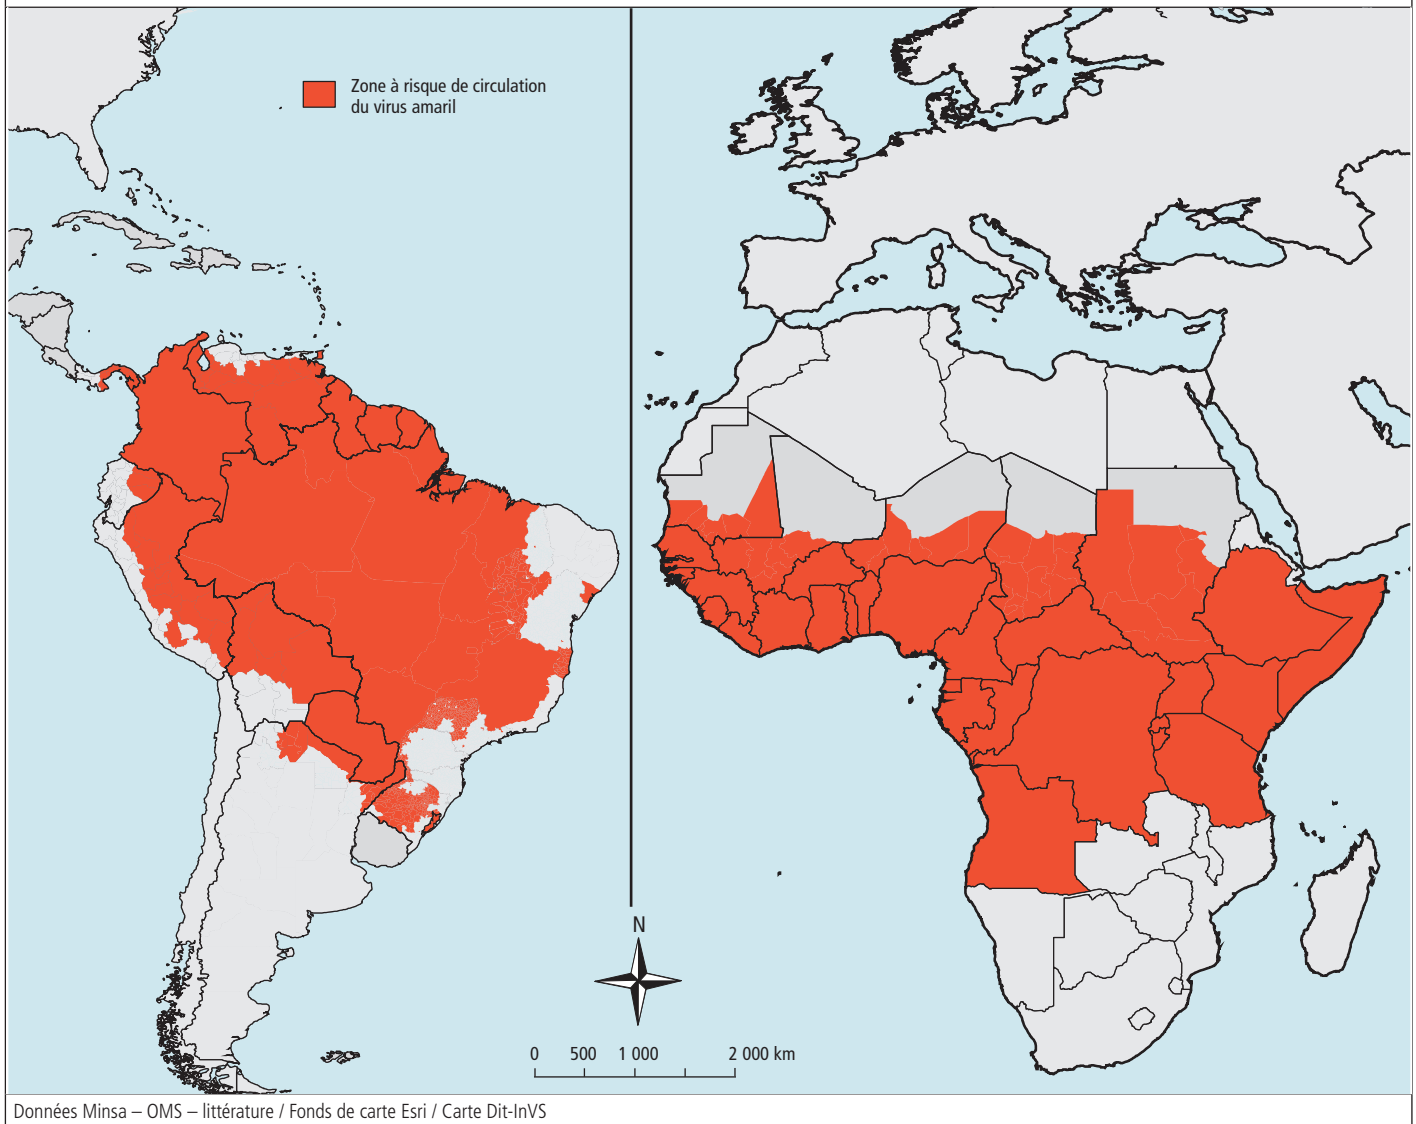 Zone à risque de circulation
du virus amaril
N
0 500 1 000 2 000 km
Données Minsa – OMS – littérature / Fonds de carte Esri / Carte Dit-InVS